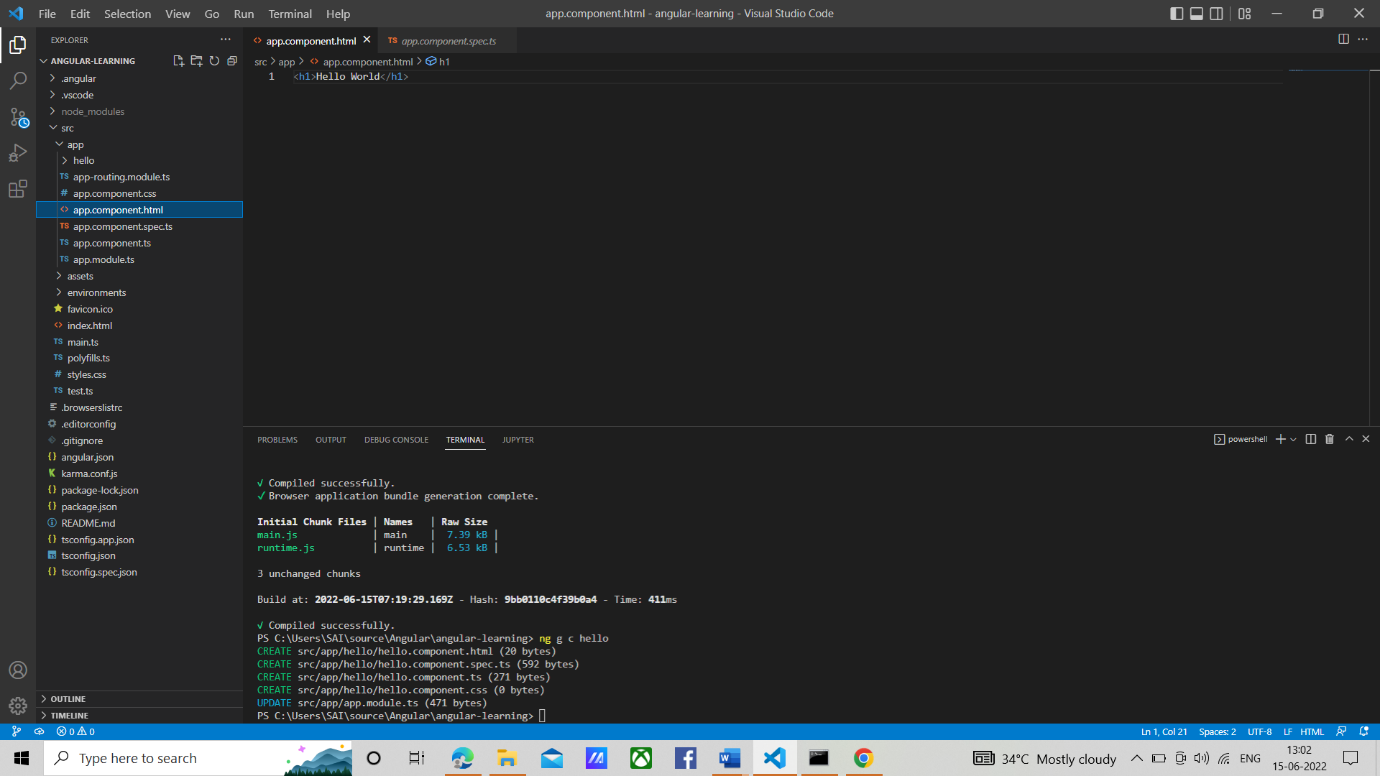 File Edit Selection View Go Run Terminal Help app.component.html - angular-learning - Visual Studio Code
EXPLORER
ANGULAR-LEARNING
.angular
.vscode
node_modules
src
app
hello
app-routing.module.ts
app.component.css
app.component.html
app.component.spec.ts
app.component.ts
app.module.ts
assets
environments
favicon.ico
index.html
main.ts
polyfills.ts
styles.css
test.ts
.browserslistrc
.editorconfig
.gitignore
angular.json
karma.conf.js
package-lock.json
package.json
README.md
tsconfig.app.json
tsconfig.json
tsconfig.spec.json
OUTLINE
TIMELINE
app.component.html app.component.spec.ts
src > app > app.component.html > h1
1 <h1>Hello World</h1>
PROBLEMS OUTPUT DEBUG CONSOLE TERMINAL JUPYTER powershell
√ Compiled successfully.
√ Browser application bundle generation complete.
Initial Chunk Files | Names | Raw Size
main.js | main | 7.39 kB |
runtime.js | runtime | 6.53 kB |
3 unchanged chunks
Build at: 2022-06-15T07:19:29.169Z - Hash: 9bb0110c4f39b0a4 - Time: 411ms
√ Compiled successfully.
PS C:\Users\SAI\source\Angular\angular-learning> ng g c hello
CREATE src/app/hello/hello.component.html (20 bytes)
CREATE src/app/hello/hello.component.spec.ts (592 bytes)
CREATE src/app/hello/hello.component.ts (271 bytes)
CREATE src/app/hello/hello.component.css (0 bytes)
UPDATE src/app/app.module.ts (471 bytes)
PS C:\Users\SAI\source\Angular\angular-learning>
0 0 Ln 1, Col 21 Spaces: 2 UTF-8 LF HTML
Type here to search 34°C Mostly cloudy ENG 13:02
15-06-2022